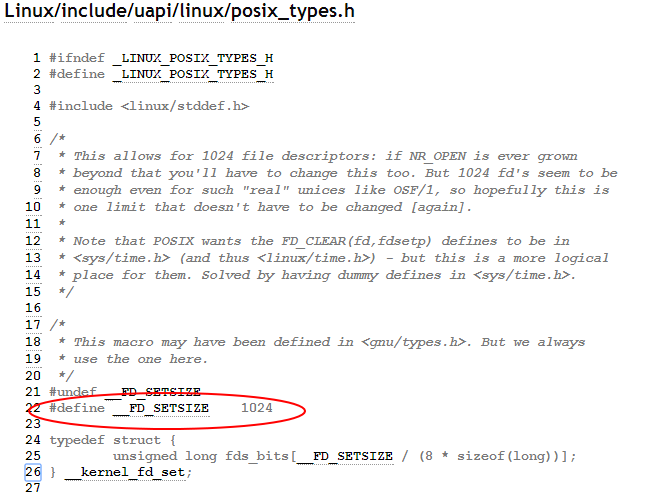 Linux/include/uapi/linux/posix_types.h
1 #ifndef _LINUX_POSIX_TYPES_H
2 #define _LINUX_POSIX_TYPES_H
3
4 #include <linux/stddef.h>
5
6 /*
7  * This allows for 1024 file descriptors: if NR_OPEN is ever grown
8  * beyond that you'll have to change this too. But 1024 fd's seem to be
9  * enough even for such "real" unices like OSF/1, so hopefully this is
10  * one limit that doesn't have to be changed [again].
11  *
12  * Note that POSIX wants the FD_CLEAR(fd,fdsetp) defines to be in
13  * <sys/time.h> (and thus <linux/time.h>) - but this is a more logical
14  * place for them. Solved by having dummy defines in <sys/time.h>.
15  */
16
17 /*
18  * This macro may have been defined in <gnu/types.h>. But we always
19  * use the one here.
20  */
21 #undef __FD_SETSIZE
22 #define __FD_SETSIZE    1024
23
24 typedef struct {
25         unsigned long fds_bits[__FD_SETSIZE / (8 * sizeof(long))];
26 } __kernel_fd_set;
27